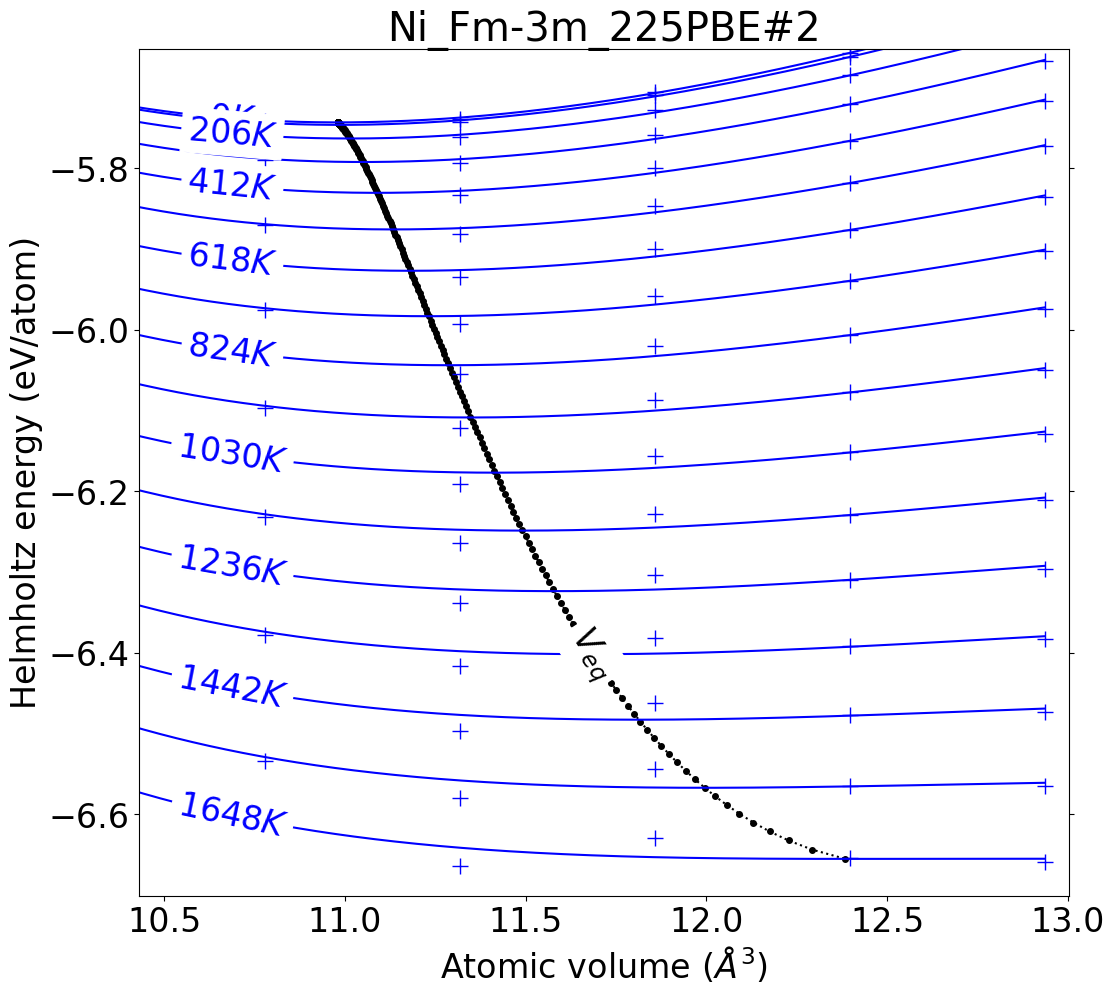 Ni_Fm-3m_225PBE#2
Helmholtz energy (eV/atom)
−5.8
−6.0
−6.2
−6.4
−6.6
0K
206K
412K
618K
824K
1030K
1236K
1442K
1648K
V_eq
10.5 11.0 11.5 12.0 12.5 13.0
Atomic volume (Å³)